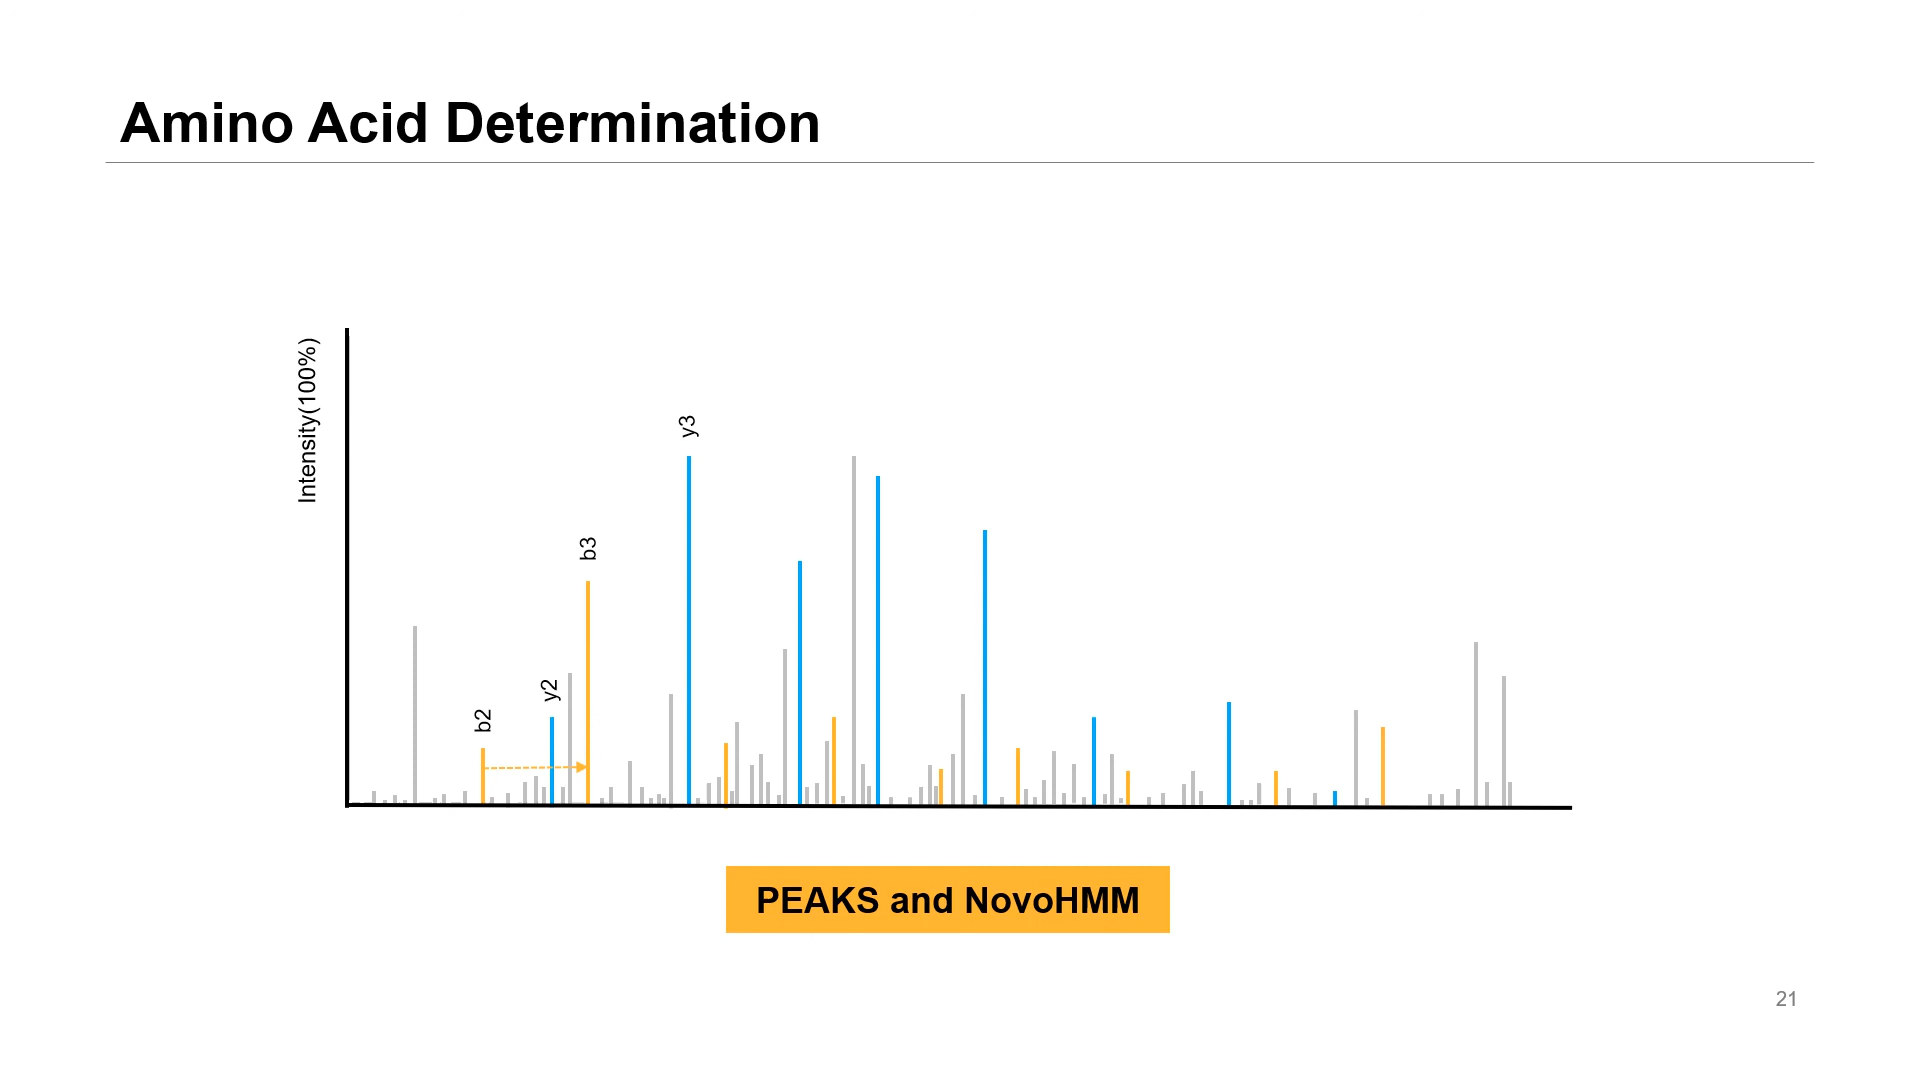 Amino Acid Determination
Intensity(100%)
y3
b3
y2
b2
PEAKS and NovoHMM
21